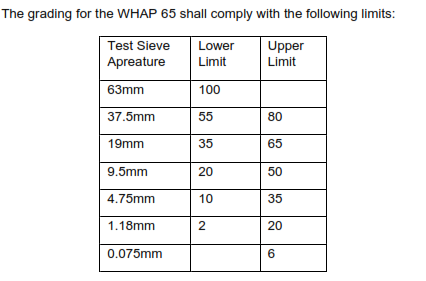 The grading for the WHAP 65 shall comply with the following limits:
Test Sieve Lower Upper
Apreature Limit Limit
63mm 100
37.5mm 55 80
19mm 35 65
9.5mm 20 50
4.75mm 10 35
1.18mm 2 20
0.075mm 6